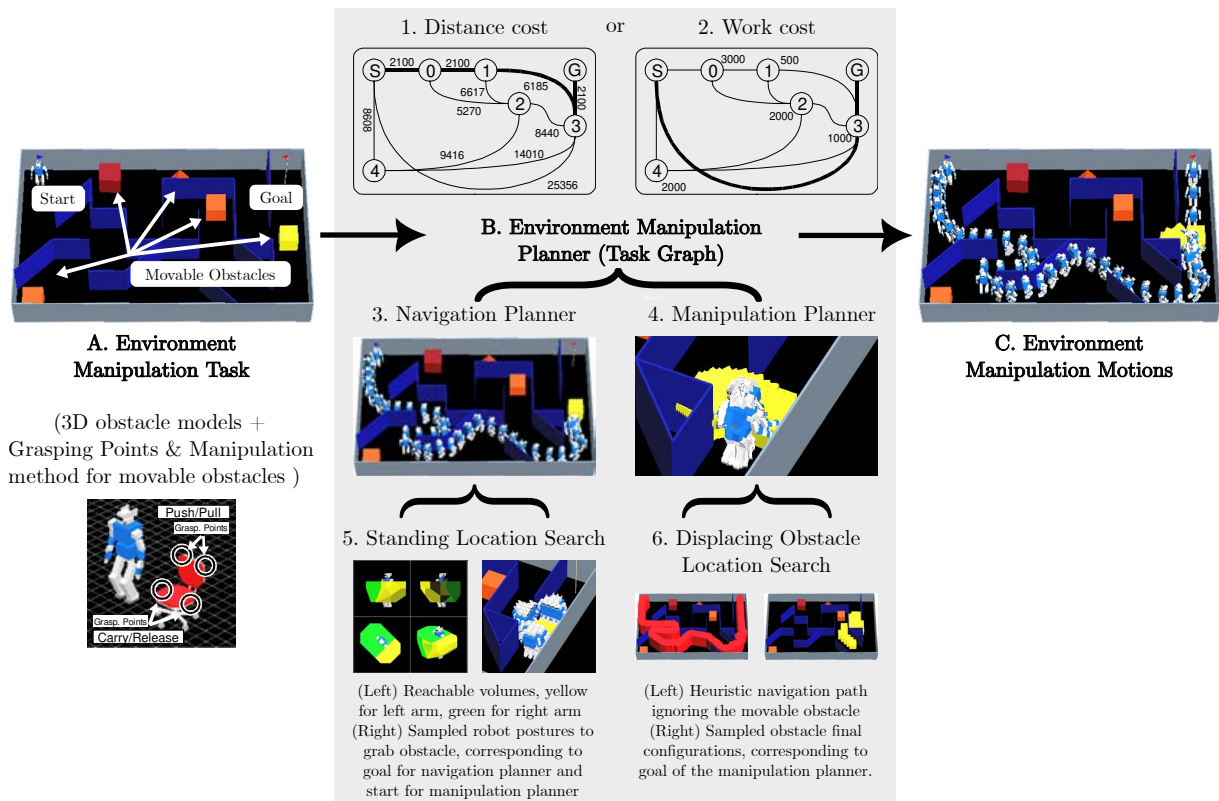 1. Distance cost
or
2. Work cost
S
2100
0
2100
1
G
6185
2100
6617
2
5270
8608
8440
3
9416
14010
4
25356
S
3000
0
1
500
G
2
2000
1000
3
4
2000
Start
Goal
Movable Obstacles
A. Environment
Manipulation Task
(3D obstacle models +
Grasping Points & Manipulation
method for movable obstacles )
Push/Pull
Grasp. Points
Grasp. Points
Carry/Release
B. Environment Manipulation
Planner (Task Graph)
3. Navigation Planner
4. Manipulation Planner
5. Standing Location Search
6. Displacing Obstacle
Location Search
(Left) Reachable volumes, yellow
for left arm, green for right arm
(Right) Sampled robot postures to
grab obstacle, corresponding to
goal for navigation planner and
start for manipulation planner
(Left) Heuristic navigation path
ignoring the movable obstacle
(Right) Sampled obstacle final
configurations, corresponding to
goal of the manipulation planner.
C. Environment
Manipulation Motions